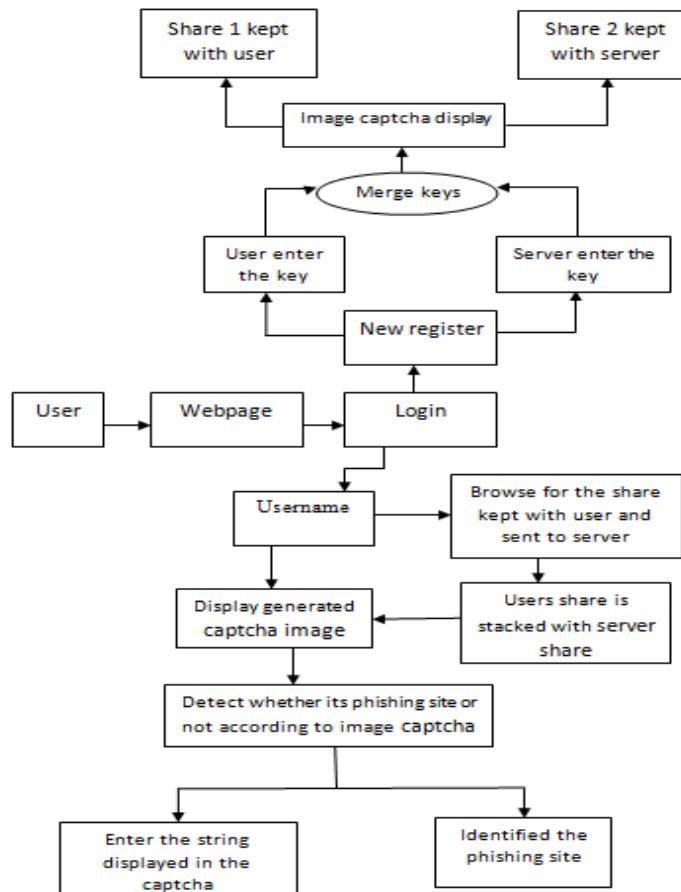 Share 1 kept
with user
Share 2 kept
with server
Image captcha display
Merge keys
User enter
the key
Server enter the
key
New register
User
Webpage
Login
Username
Browse for the share
kept with user and
sent to server
Display generated
captcha image
Users share is
stacked with server
share
Detect whether its phishing site or
not according to image captcha
Enter the string
displayed in the
captcha
Identified the
phishing site